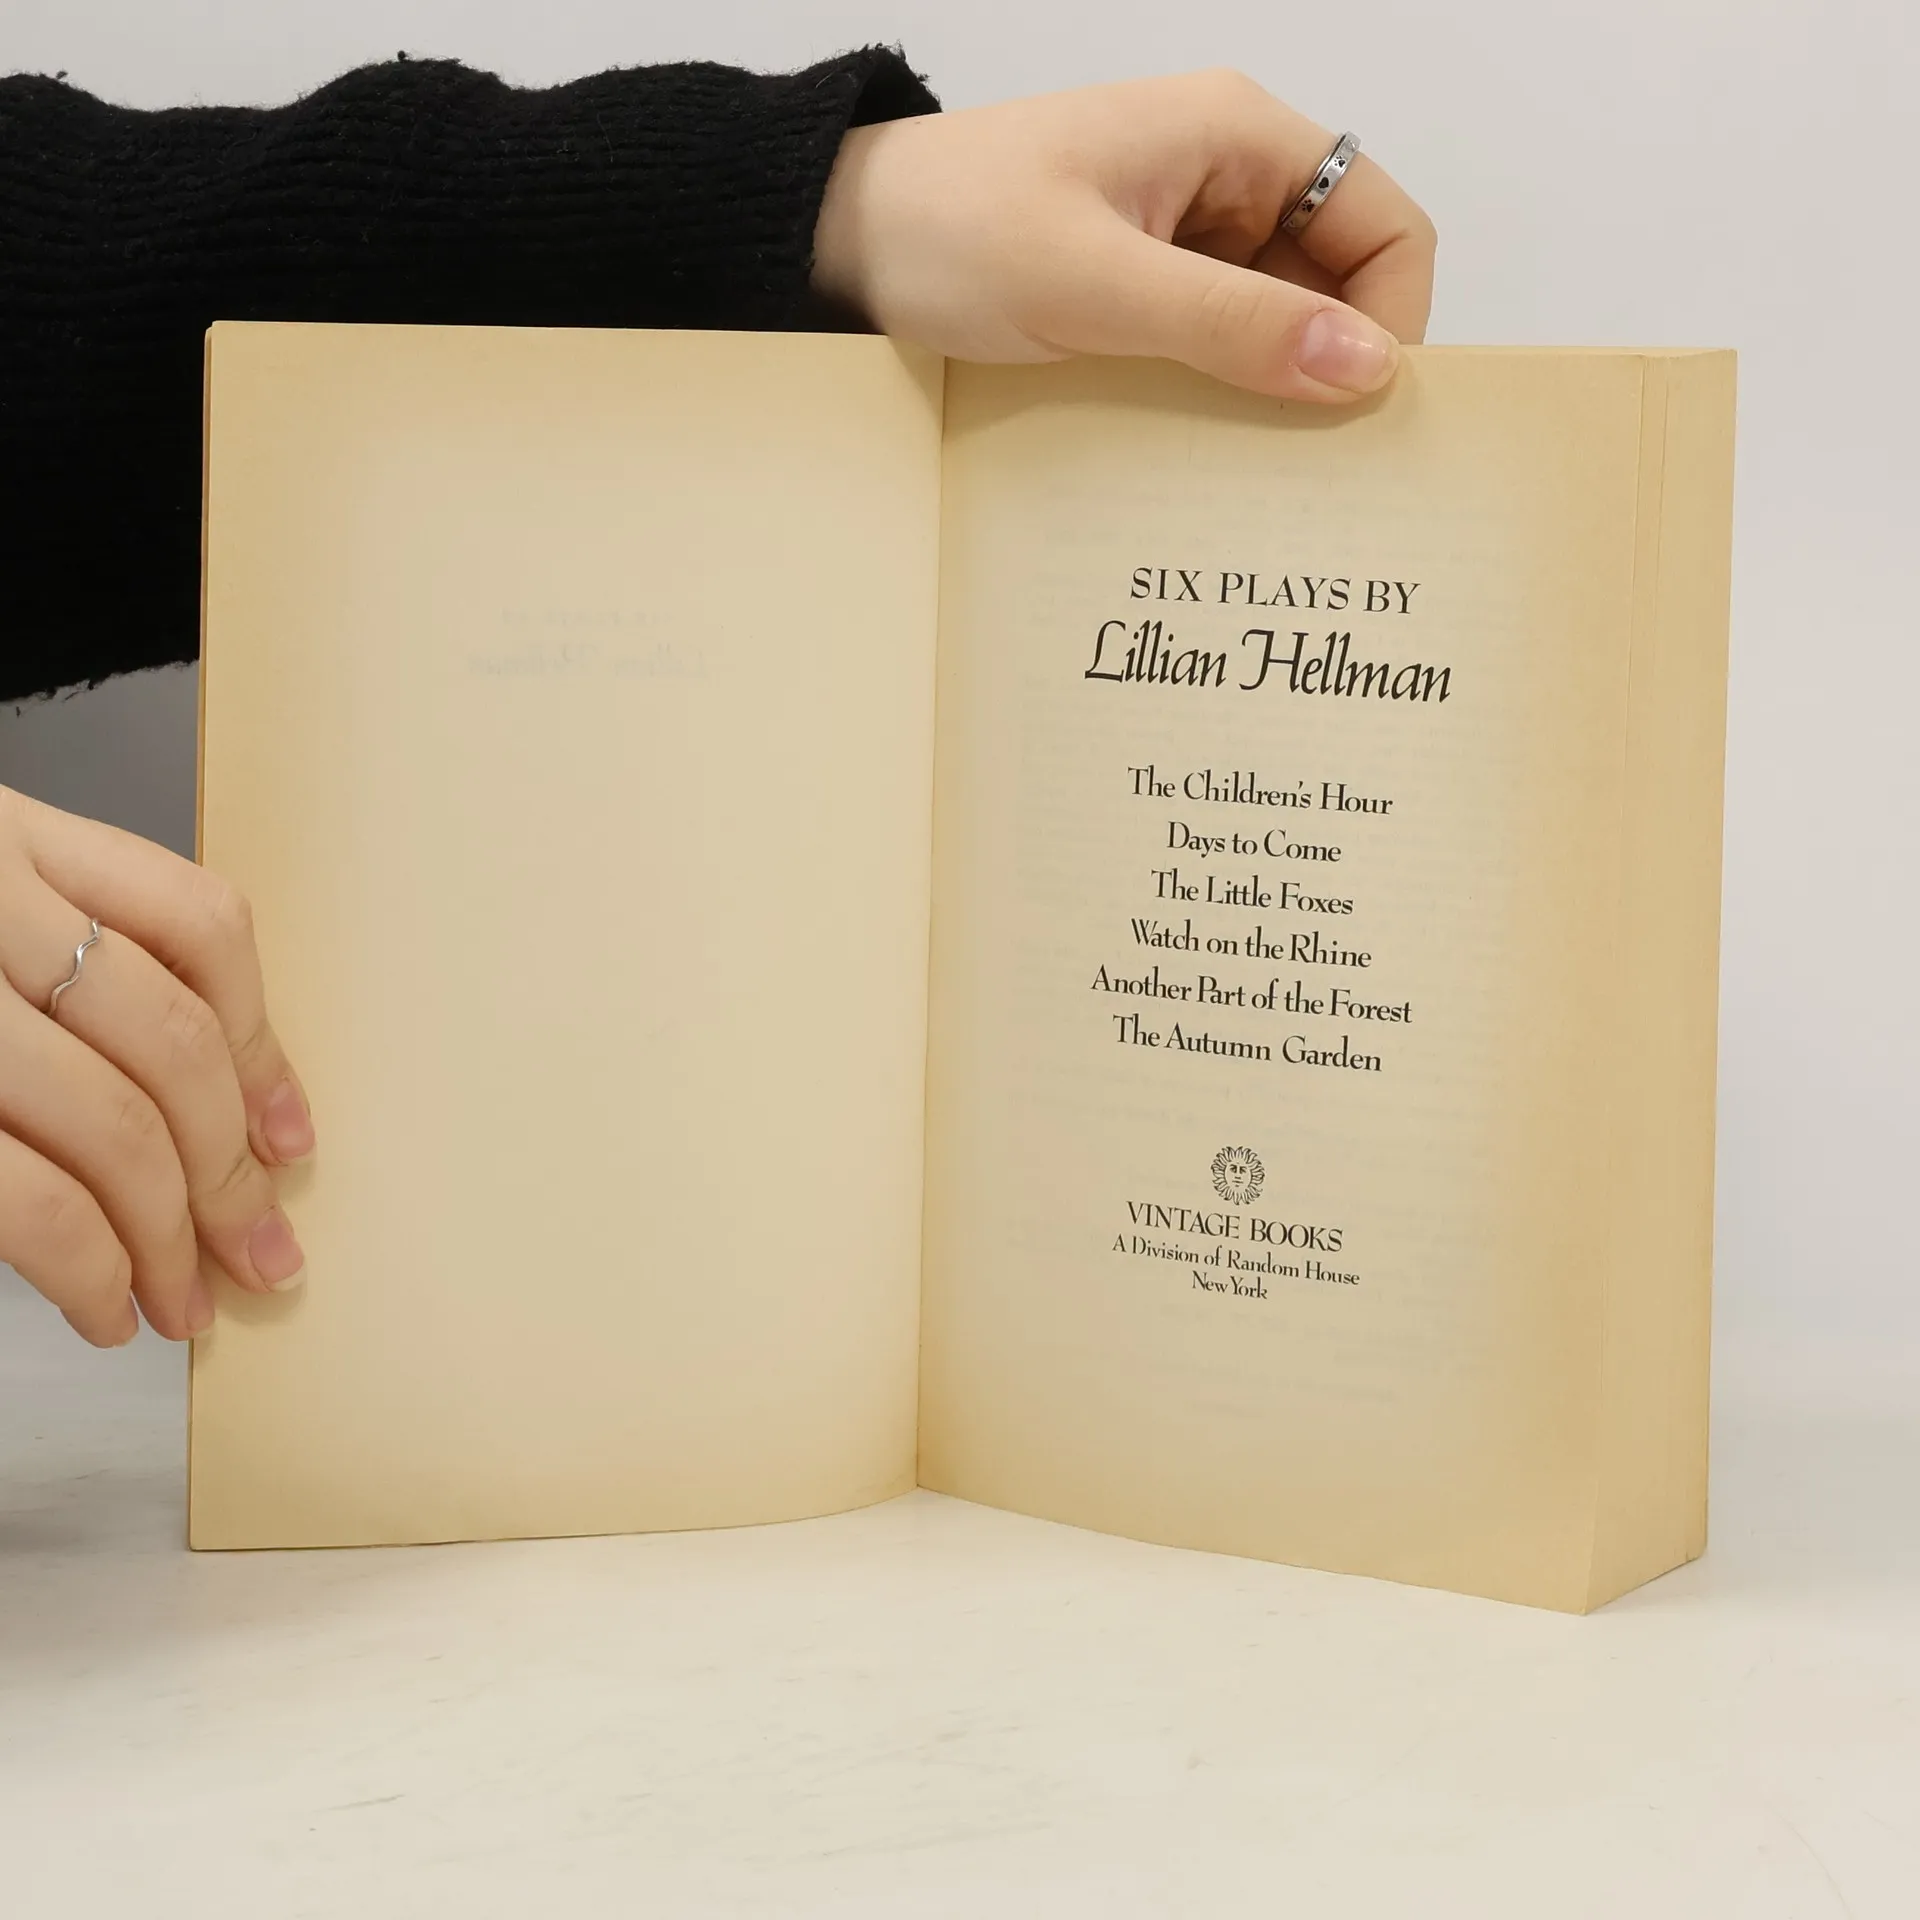 SIX PLAYS BY
Lillian Hellman
The Children's Hour
Days to Come
The Little Foxes
Watch on the Rhine
Another Part of the Forest
The Autumn Garden
VINTAGE BOOKS
A Division of Random House
New York